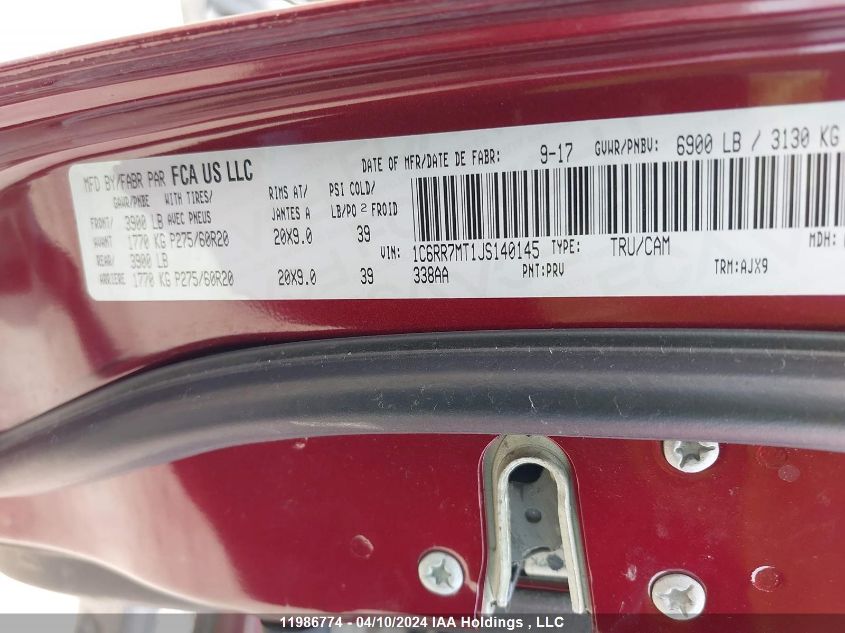 MFD BY/FABR PAR FCA US LLC DATE OF MFR/DATE DE FABR: 9-17 GVWR/PNBV: 6900 LB / 3130 KG
GAWR/PNBE WITH TIRES/ RIMS AT/ PSI COLD/
FRONT/ 3900 LB AVEC PNEUS JANTES A LB/PO 2 FROID
AVANT 1770 KG P275/60R20 20X9.0 39
REAR/ 3900 LB VIN: 1C6RR7MT1JS140145 TYPE: TRU/CAM MDH:
ARRIERE 1770 KG P275/60R20 20X9.0 39 338AA PNT:PRV TRM:AJX9
11986774 — 04/10/2024 IAA Holdings , LLC